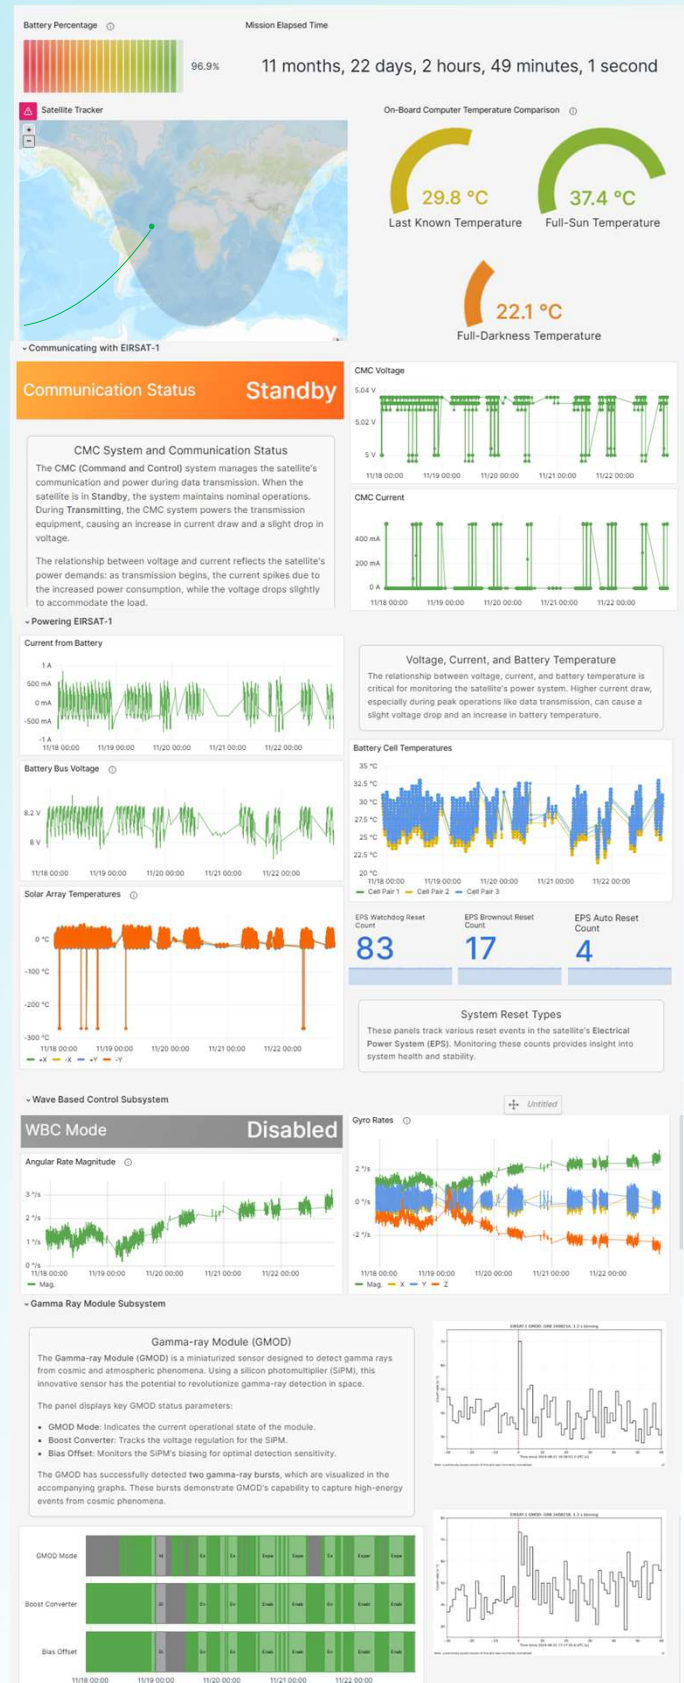 Battery Percentage
Mission Elapsed Time
96.9%
11 months, 22 days, 2 hours, 49 minutes, 1 second
Satellite Tracker
On-Board Computer Temperature Comparison
+
−
29.8 °C
37.4 °C
Last Known Temperature
Full-Sun Temperature
22.1 °C
Full-Darkness Temperature
Communicating with EIRSAT-1
Communication Status
Standby
CMC System and Communication Status
The CMC (Command and Control) system manages the satellite's
communication and power during data transmission. When the
satellite is in Standby, the system maintains nominal operations.
During Transmitting, the CMC system powers the transmission
equipment, causing an increase in current draw and a slight drop in
voltage.
The relationship between voltage and current reflects the satellite's
power demands: as transmission begins, the current spikes due to
the increased power consumption, while the voltage drops slightly
to accommodate the load.
CMC Voltage
5.04 V
5.02 V
5 V
11/18 00:00 11/19 00:00 11/20 00:00 11/21 00:00 11/22 00:00
CMC Current
400 mA
200 mA
0 A
11/18 00:00 11/19 00:00 11/20 00:00 11/21 00:00 11/22 00:00
Powering EIRSAT-1
Current from Battery
1 A
500 mA
0 mA
-500 mA
-1 A
11/18 00:00 11/19 00:00 11/20 00:00 11/21 00:00 11/22 00:00
Voltage, Current, and Battery Temperature
The relationship between voltage, current, and battery temperature is
critical for monitoring the satellite's power system. Higher current draw,
especially during peak operations like data transmission, can cause a
slight voltage drop and an increase in battery temperature.
Battery Bus Voltage
8.2 V
8 V
11/18 00:00 11/19 00:00 11/20 00:00 11/21 00:00 11/22 00:00
Battery Cell Temperatures
35 °C
32.5 °C
30 °C
27.5 °C
25 °C
22.5 °C
20 °C
11/18 00:00 11/19 00:00 11/20 00:00 11/21 00:00 11/22 00:00
Cell Pair 1 Cell Pair 2 Cell Pair 3
Solar Array Temperatures
0 °C
-100 °C
-200 °C
-300 °C
11/18 00:00 11/19 00:00 11/20 00:00 11/21 00:00 11/22 00:00
+X -X +Y -Y
EPS Watchdog Reset Count
EPS Brownout Reset Count
EPS Auto Reset Count
83
17
4
System Reset Types
These panels track various reset events in the satellite's Electrical
Power System (EPS). Monitoring these counts provides insight into
system health and stability.
Wave Based Control Subsystem
Untitled
WBC Mode
Disabled
Angular Rate Magnitude
3 °/s
2 °/s
1 °/s
0 °/s
11/18 00:00 11/19 00:00 11/20 00:00 11/21 00:00 11/22 00:00
Mag.
Gyro Rates
2 °/s
0 °/s
-2 °/s
11/18 00:00 11/19 00:00 11/20 00:00 11/21 00:00 11/22 00:00
Mag. X Y Z
Gamma Ray Module Subsystem
Gamma-ray Module (GMOD)
The Gamma-ray Module (GMOD) is a miniaturized sensor designed to detect gamma rays
from cosmic and atmospheric phenomena. Using a silicon photomultiplier (SiPM), this
innovative sensor has the potential to revolutionize gamma-ray detection in space.
The panel displays key GMOD status parameters:
• GMOD Mode: Indicates the current operational state of the module.
• Boost Converter: Tracks the voltage regulation for the SiPM.
• Bias Offset: Monitors the SiPM's biasing for optimal detection sensitivity.
The GMOD has successfully detected two gamma-ray bursts, which are visualized in the
accompanying graphs. These bursts demonstrate GMOD's capability to capture high-energy
events from cosmic phenomena.
GMOD Mode
Boost Converter
Bias Offset
11/18 00:00 11/19 00:00 11/20 00:00 11/21 00:00 11/22 00:00